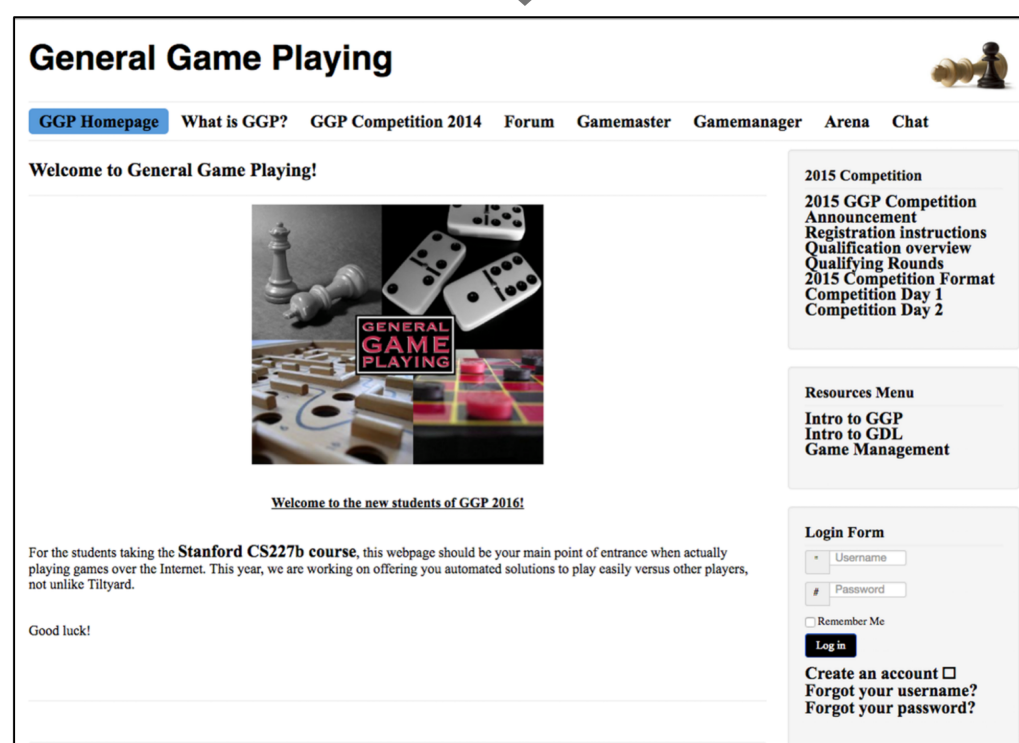 General Game Playing
GGP Homepage What is GGP? GGP Competition 2014 Forum Gamemaster Gamemanager Arena Chat
Welcome to General Game Playing!
GENERAL
GAME
PLAYING
Welcome to the new students of GGP 2016!
For the students taking the Stanford CS227b course, this webpage should be your main point of entrance when actually
playing games over the Internet. This year, we are working on offering you automated solutions to play easily versus other players,
not unlike Tiltyard.
Good luck!
2015 Competition
2015 GGP Competition
Announcement
Registration instructions
Qualification overview
Qualifying Rounds
2015 Competition Format
Competition Day 1
Competition Day 2
Resources Menu
Intro to GGP
Intro to GDL
Game Management
Login Form
* Username
# Password
Remember Me
Log in
Create an account
Forgot your username?
Forgot your password?